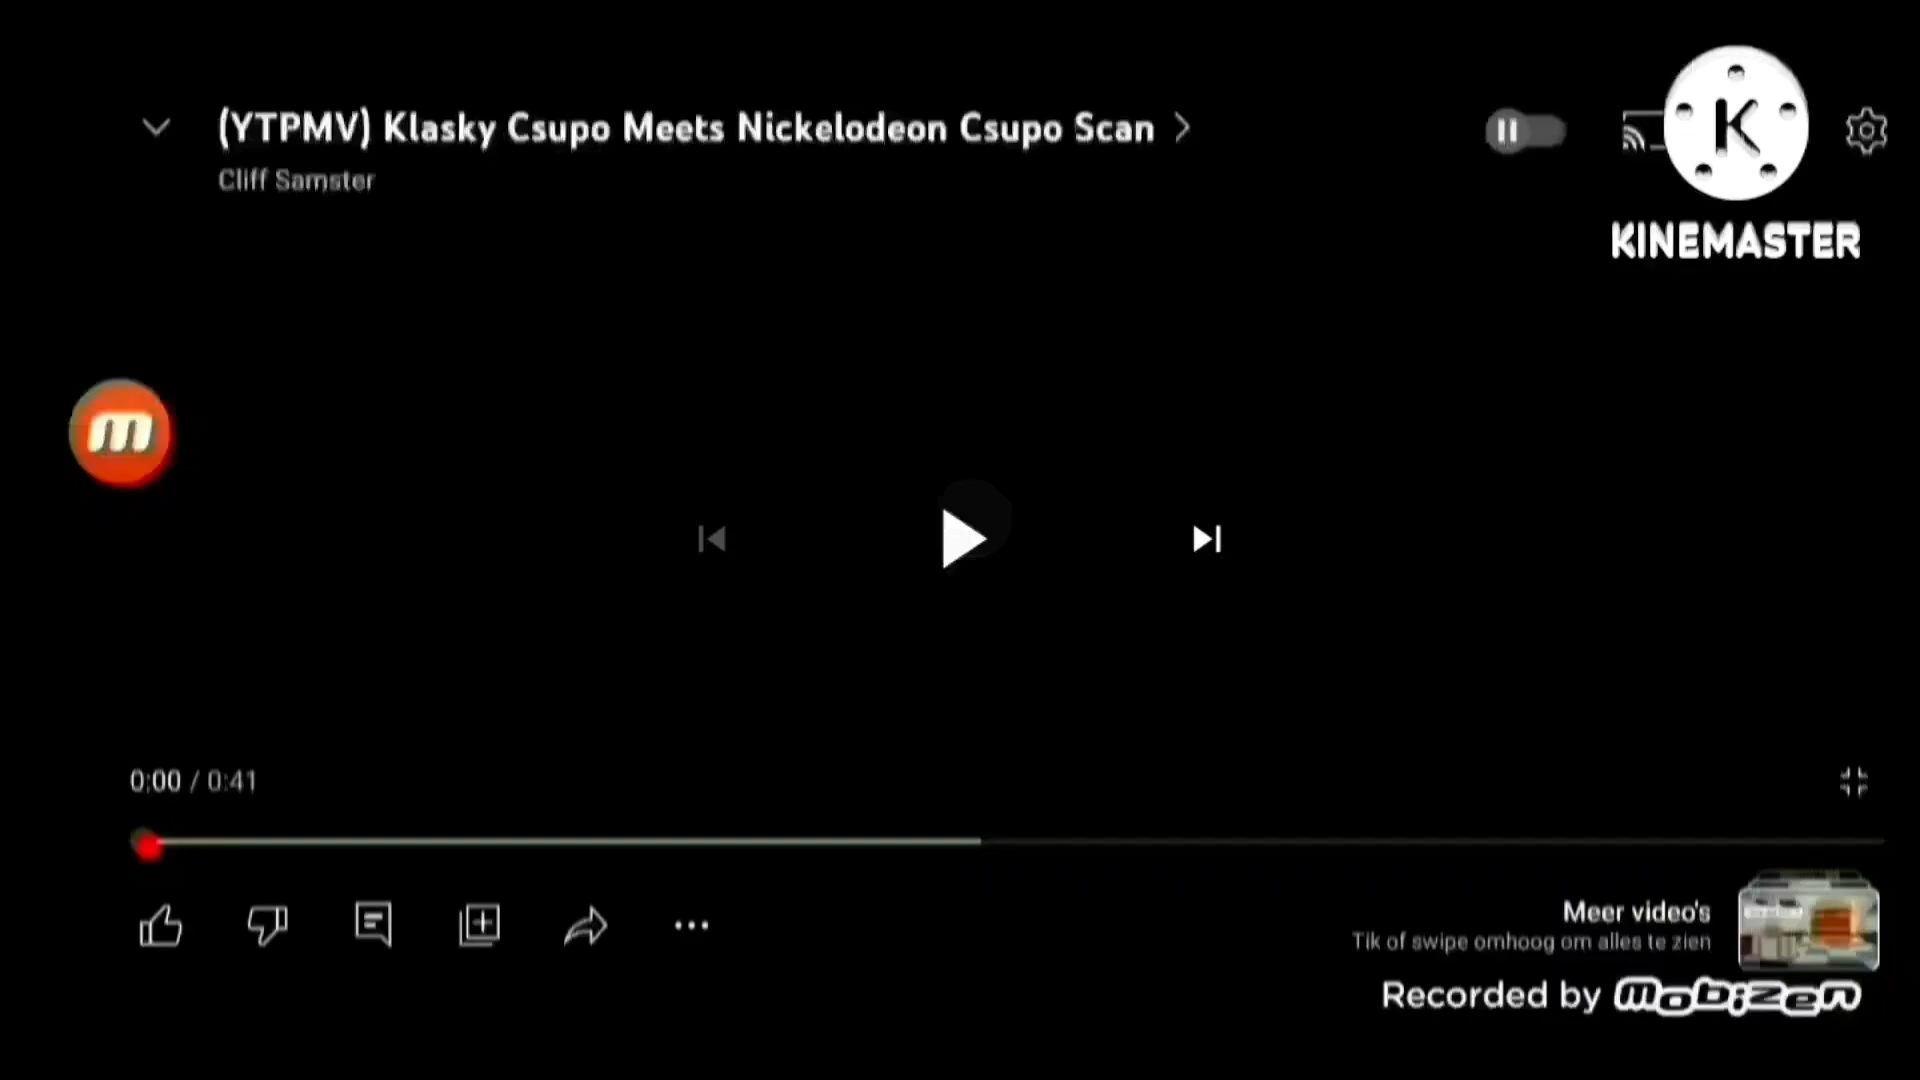 (YTPMV) Klasky Csupo Meets Nickelodeon Csupo Scan
Cliff Samster
K
KINEMASTER
m
0:00 / 0:41
Meer video's
Tik of swipe omhoog om alles te zien
Recorded by mobizen